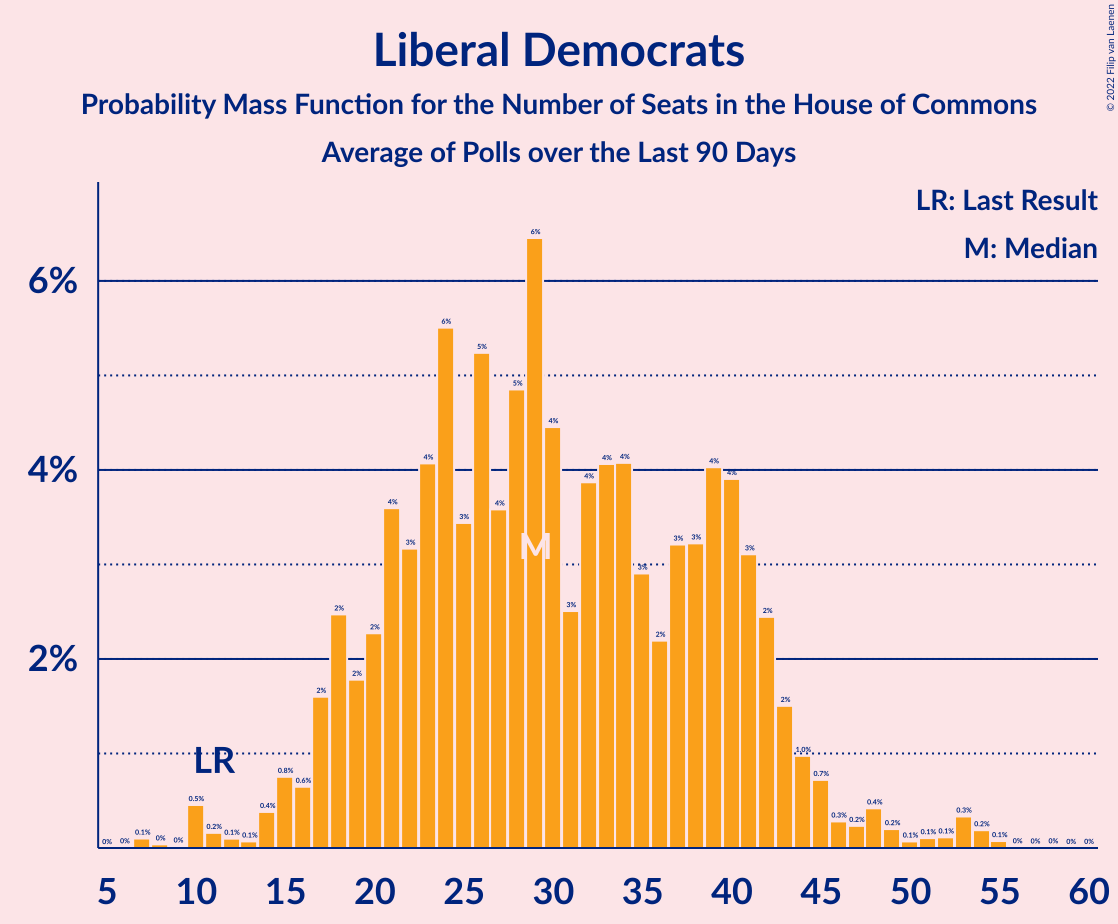 Liberal Democrats
Probability Mass Function for the Number of Seats in the House of Commons
Average of Polls over the Last 90 Days
© 2022 Filip van Laenen
LR: Last Result
M: Median
6%
4%
2%
0% 0% 0.1% 0% 0% 0.5% 0.2% 0.1% 0.1% 0.4% 0.8% 0.6% 2% 2% 2% 2% 4% 3% 4% 6% 3% 5% 4% 5% 6% 4% 3% 4% 4% 4% 3% 2% 3% 3% 4% 4% 3% 2% 2% 1.0% 0.7% 0.3% 0.2% 0.4% 0.2% 0.1% 0.1% 0.1% 0.3% 0.2% 0.1% 0% 0% 0% 0% 0%
M
LR
5 10 15 20 25 30 35 40 45 50 55 60